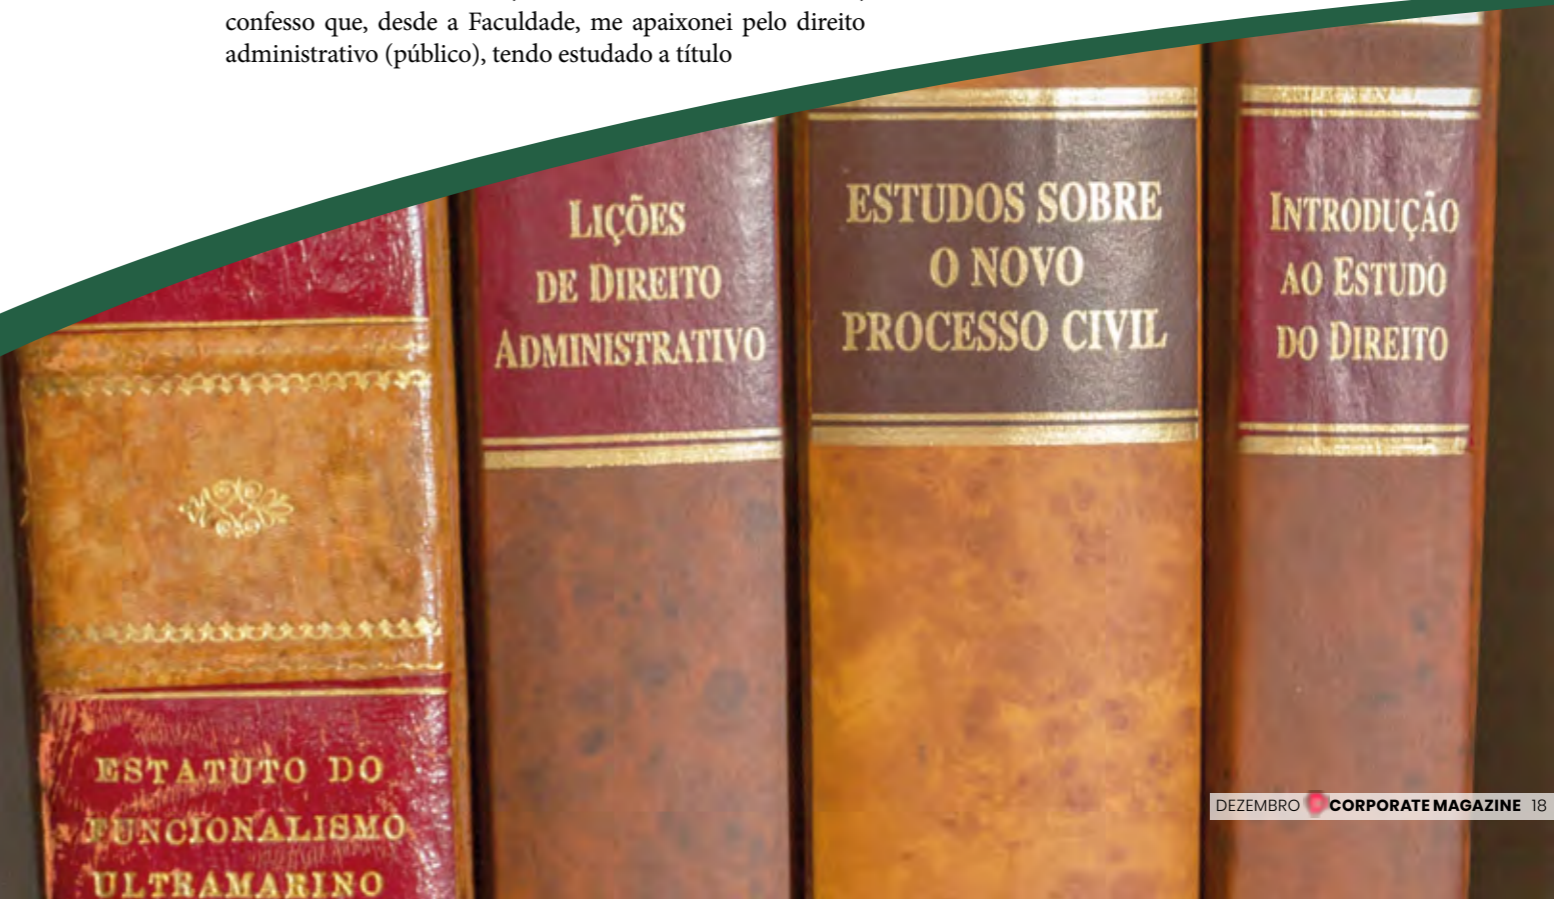 confesso que, desde a Faculdade, me apaixonei pelo direito
administrativo (público), tendo estudado a título
LIÇÕES
DE DIREITO
ADMINISTRATIVO
ESTUDOS SOBRE
O NOVO
PROCESSO CIVIL
INTRODUÇÃO
AO ESTUDO
DO DIREITO
ESTATUTO DO
FUNCIONALISMO
ULTRAMARINO
DEZEMBRO CORPORATE MAGAZINE 18